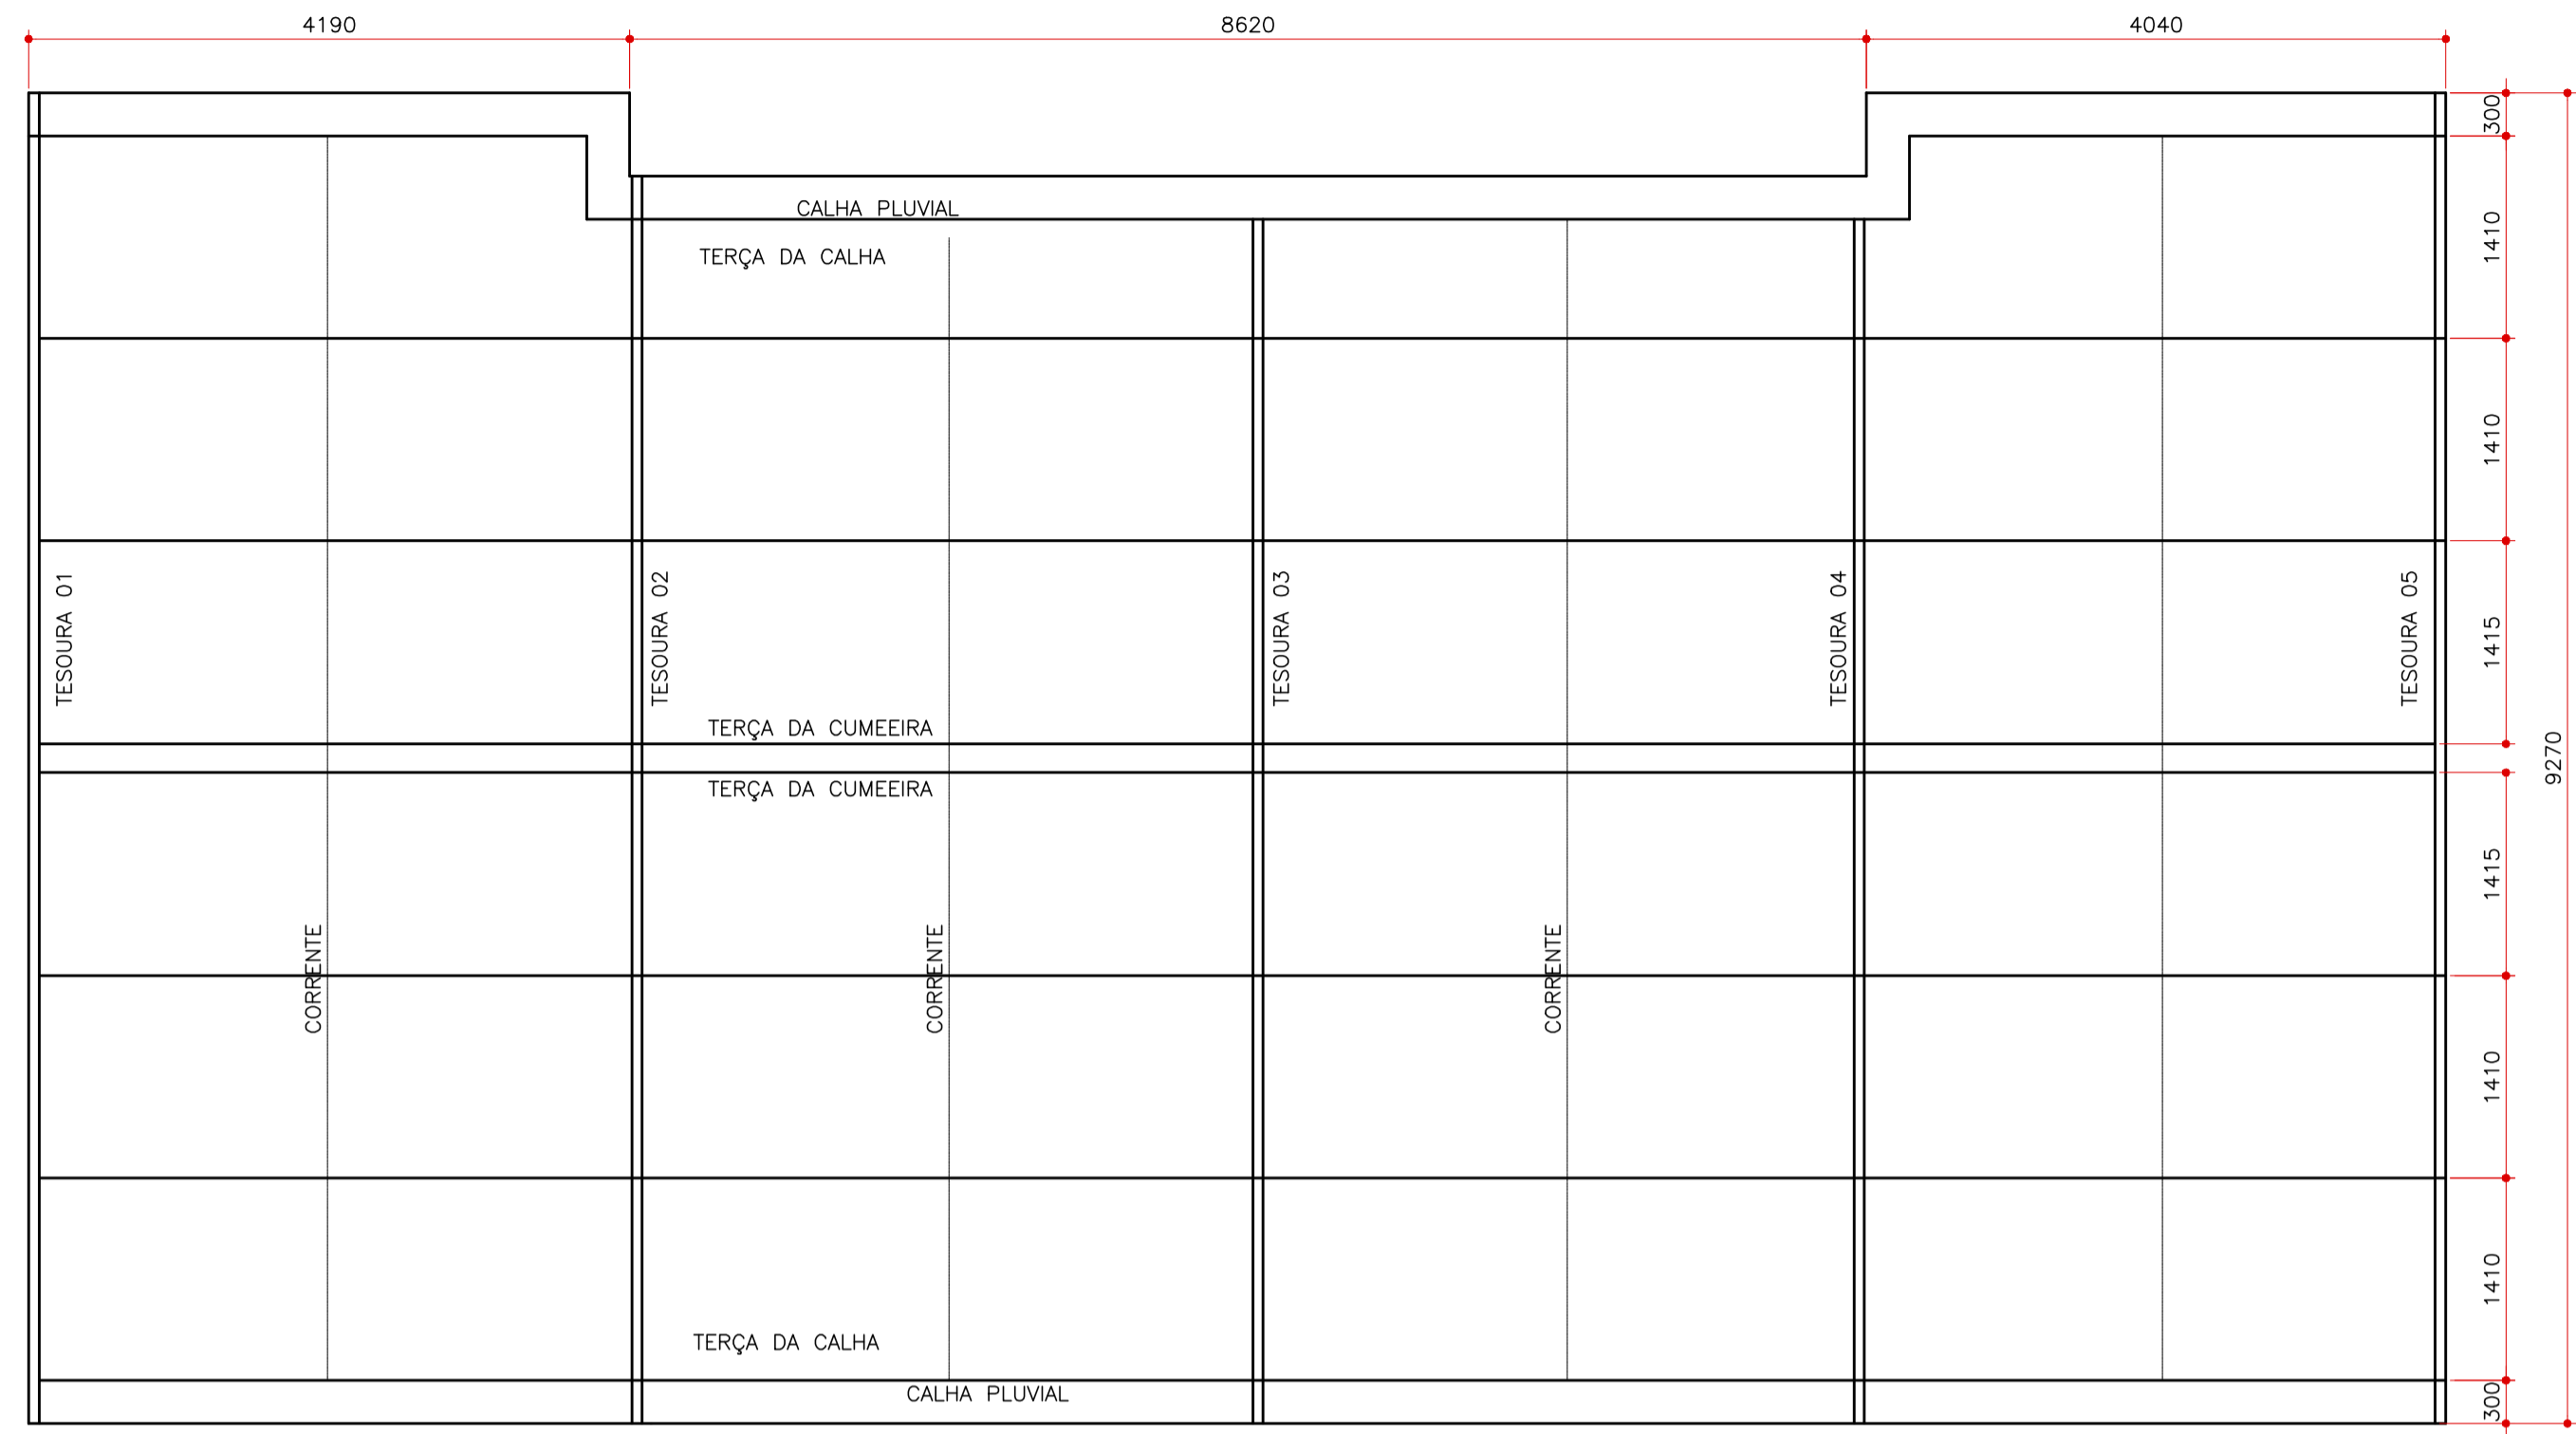 4190
8620
4040
300
CALHA PLUVIAL
1410
TERÇA DA CALHA
1410
TESOURA 01
TESOURA 02
TESOURA 03
TESOURA 04
TESOURA 05
1415
TERÇA DA CUMEEIRA
9270
TERÇA DA CUMEEIRA
1415
CORRENTE
CORRENTE
CORRENTE
1410
1410
TERÇA DA CALHA
CALHA PLUVIAL
300